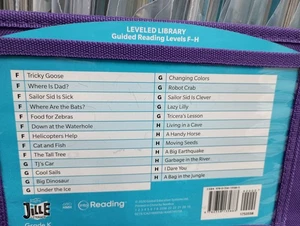 LEVELED LIBRARY
Guided Reading Levels F–H
F Tricky Goose
F Where Is Dad?
F Sailor Sid Is Sick
F Where Are the Bats?
F Food for Zebras
F Down at the Waterhole
F Helicopters Help
F Cat and Fish
F The Tall Tree
G TJ's Car
G Cool Sails
G Big Dinosaur
G Under the Ice
G Changing Colors
G Robot Crab
G Sailor Sid is Clever
G Lazy Lilly
G Tricera's Lesson
H Living in a Cave
H A Handy Horse
H Moving Seeds
H A Big Earthquake
H Garbage in the River
H I Dare You
H A Bag in the Jungle
JILL
Grade K
Reading